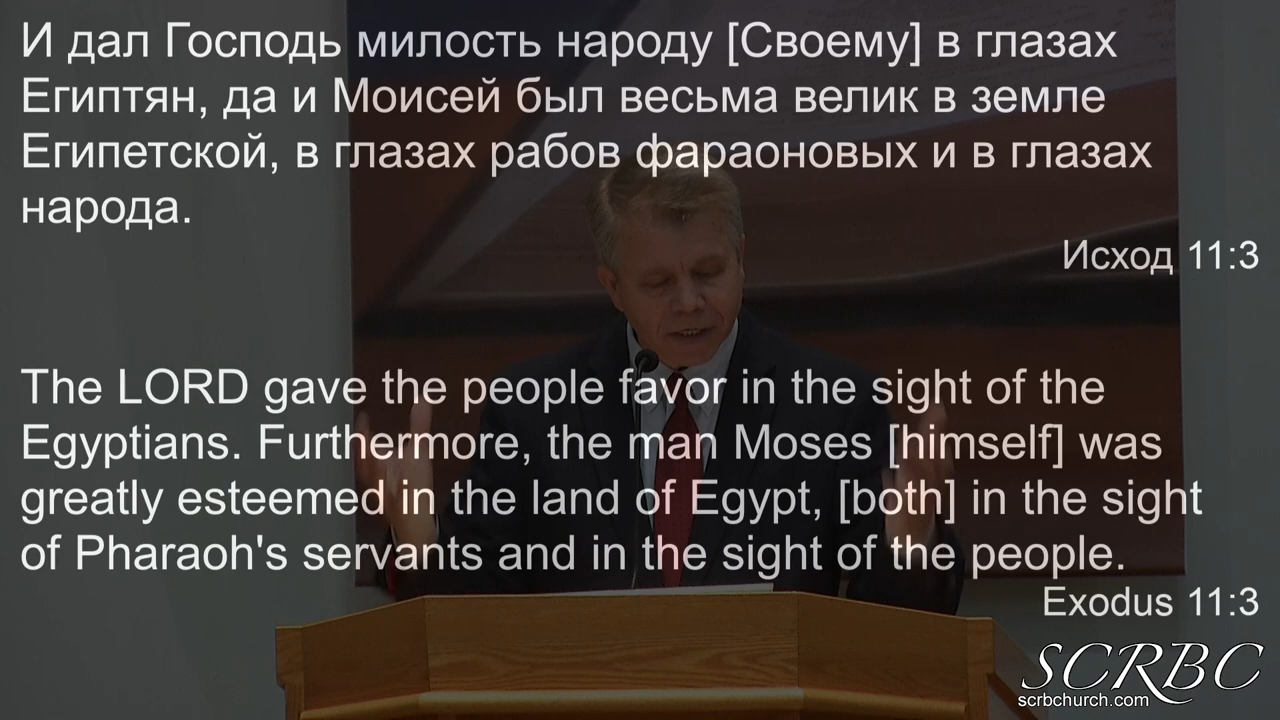 И дал Господь милость народу [Своему] в глазах
Египтян, да и Моисей был весьма велик в земле
Египетской, в глазах рабов фараоновых и в глазах
народа.
Исход 11:3
The LORD gave the people favor in the sight of the
Egyptians. Furthermore, the man Moses [himself] was
greatly esteemed in the land of Egypt, [both] in the sight
of Pharaoh's servants and in the sight of the people.
Exodus 11:3
SCRBC
scrbchurch.com